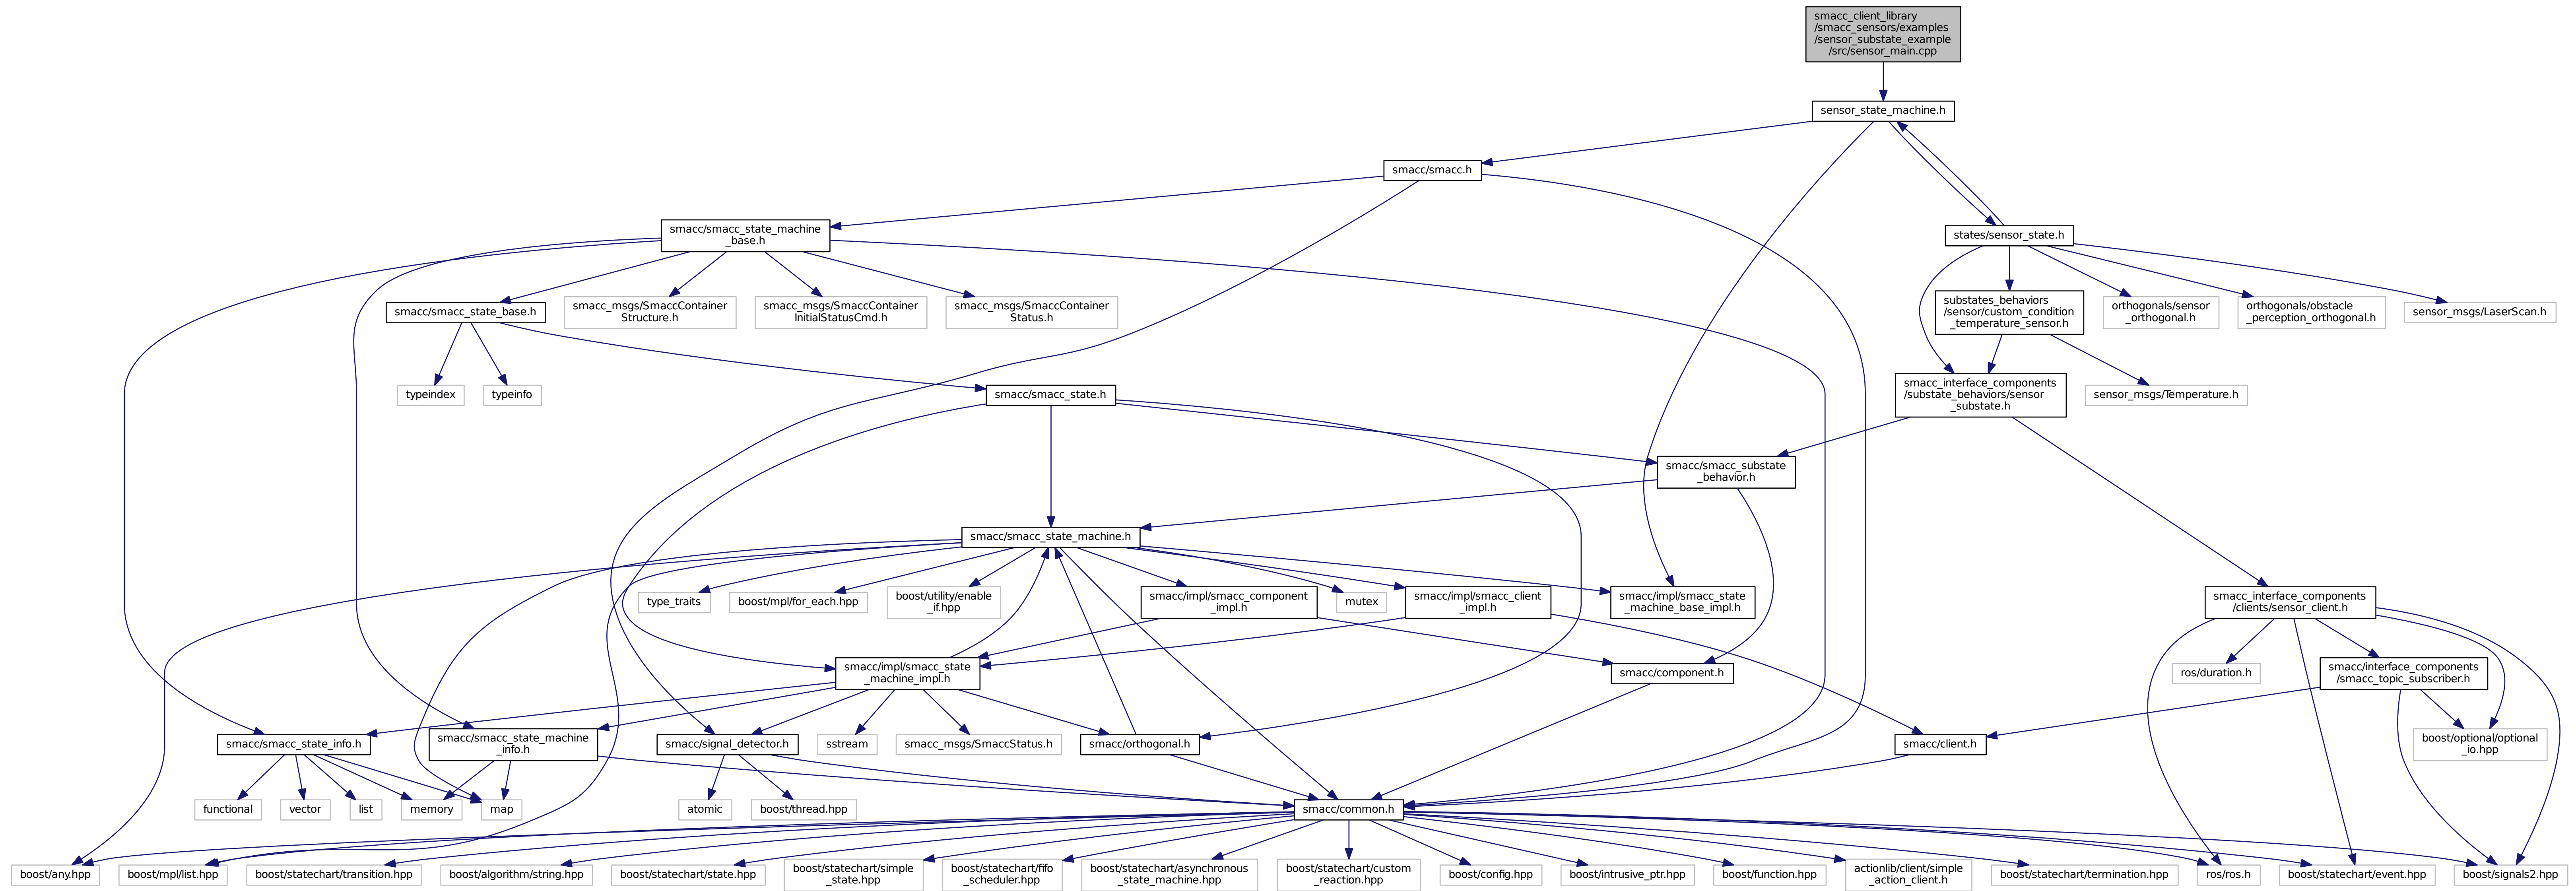 smacc_client_library
/smacc_sensors/examples
/sensor_substate_example
/src/sensor_main.cpp
sensor_state_machine.h
smacc/smacc.h
smacc/smacc_state_machine
_base.h
states/sensor_state.h
smacc/smacc_state_base.h
smacc_msgs/SmaccContainer
Structure.h
smacc_msgs/SmaccContainer
InitialStatusCmd.h
smacc_msgs/SmaccContainer
Status.h
substates_behaviors
/sensor/custom_condition
_temperature_sensor.h
orthogonals/sensor
_orthogonal.h
orthogonals/obstacle
_perception_orthogonal.h
sensor_msgs/LaserScan.h
typeindex
typeinfo
smacc/smacc_state.h
smacc_interface_components
/substate_behaviors/sensor
_substate.h
sensor_msgs/Temperature.h
smacc/smacc_substate
_behavior.h
smacc/smacc_state_machine.h
type_traits
boost/mpl/for_each.hpp
boost/utility/enable
_if.hpp
smacc/impl/smacc_component
_impl.h
mutex
smacc/impl/smacc_client
_impl.h
smacc/impl/smacc_state
_machine_base_impl.h
smacc_interface_components
/clients/sensor_client.h
smacc/impl/smacc_state
_machine_impl.h
smacc/component.h
ros/duration.h
smacc/interface_components
/smacc_topic_subscriber.h
smacc/smacc_state_info.h
smacc/smacc_state_machine
_info.h
smacc/signal_detector.h
sstream
smacc_msgs/SmaccStatus.h
smacc/orthogonal.h
smacc/client.h
boost/optional/optional
_io.hpp
functional
vector
list
memory
map
atomic
boost/thread.hpp
smacc/common.h
boost/any.hpp
boost/mpl/list.hpp
boost/statechart/transition.hpp
boost/algorithm/string.hpp
boost/statechart/state.hpp
boost/statechart/simple
_state.hpp
boost/statechart/fifo
_scheduler.hpp
boost/statechart/asynchronous
_state_machine.hpp
boost/statechart/custom
_reaction.hpp
boost/config.hpp
boost/intrusive_ptr.hpp
boost/function.hpp
actionlib/client/simple
_action_client.h
boost/statechart/termination.hpp
ros/ros.h
boost/statechart/event.hpp
boost/signals2.hpp